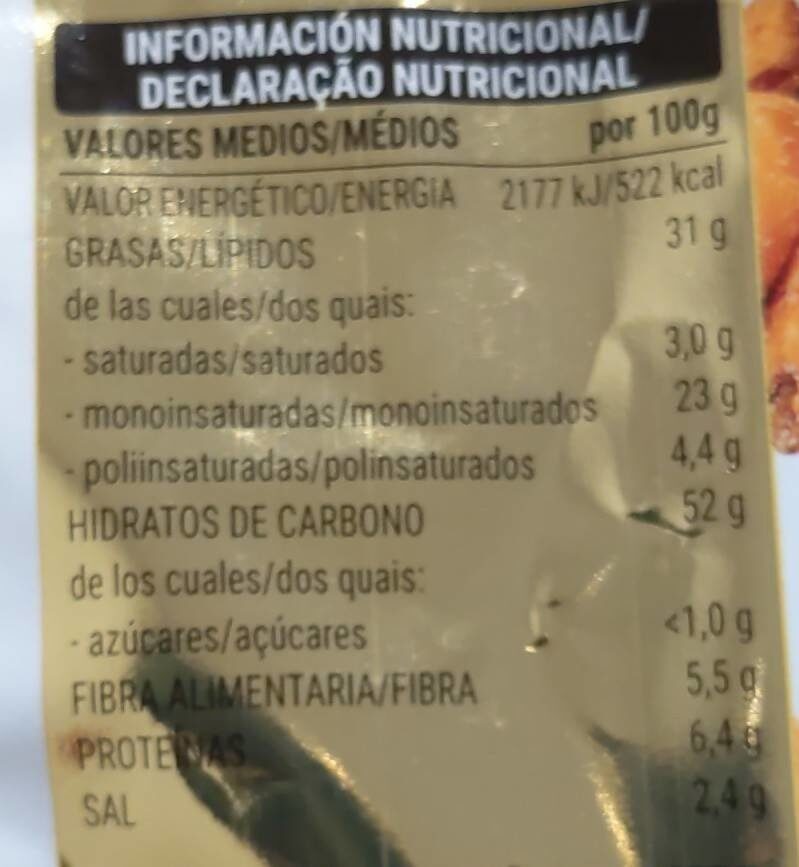 INFORMACIÓN NUTRICIONAL/
DECLARAÇÃO NUTRICIONAL
VALORES MEDIOS/MÉDIOS por 100g
VALOR ENERGÉTICO/ENERGIA 2177 kJ/522 kcal
GRASAS/LÍPIDOS 31 g
de las cuales/dos quais:
- saturadas/saturados 3,0 g
- monoinsaturadas/monoinsaturados 23 g
- poliinsaturadas/polinsaturados 4,4 g
HIDRATOS DE CARBONO 52 g
de los cuales/dos quais:
- azúcares/açúcares <1,0 g
FIBRA ALIMENTARIA/FIBRA 5,5 g
PROTEÍNAS 6,4 g
SAL 2,4 g